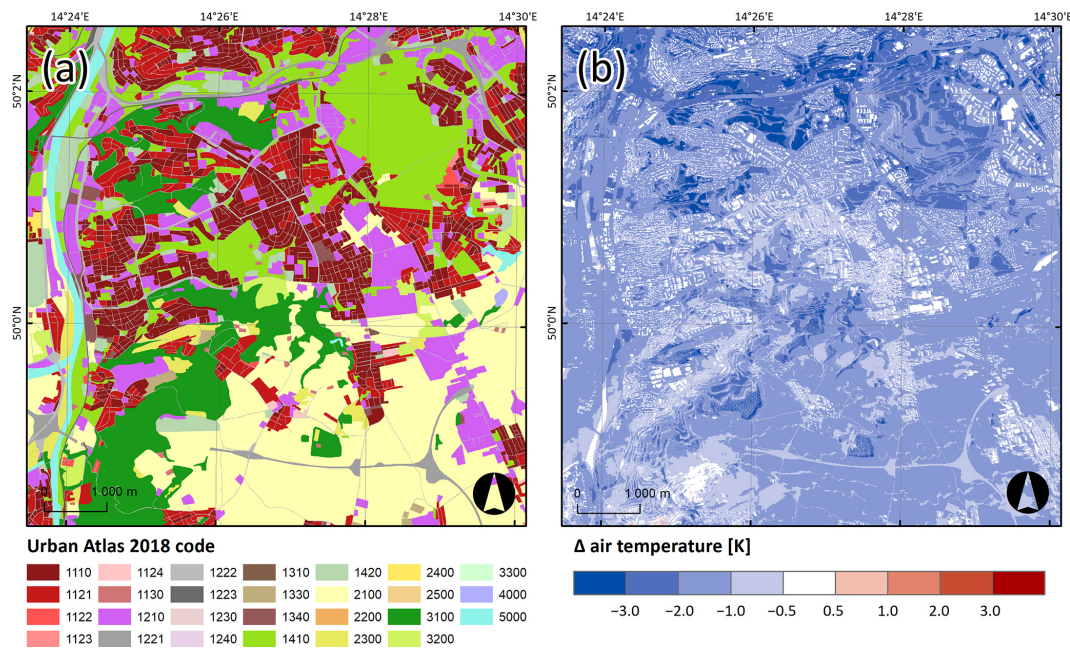 14°24'E 14°26'E 14°28'E 14°30'E 14°24'E 14°26'E 14°28'E 14°30'E
(a) (b)
50°2'N 50°2'N
50°0'N 50°0'N
0 1 000 m 0 1 000 m
Urban Atlas 2018 code
1110 1124 1222 1310 1420 2400 3300
1121 1130 1223 1330 2100 2500 4000
1122 1210 1230 1340 2200 3100 5000
1123 1221 1240 1410 2300 3200
Δ air temperature [K]
−3.0 −2.0 −1.0 −0.5 0.5 1.0 2.0 3.0